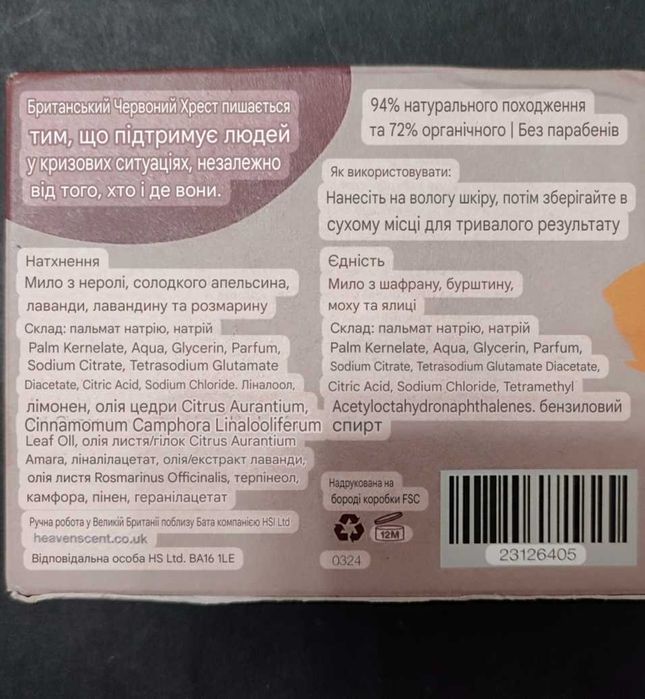 Британський Червоний Хрест пишається
тим, що підтримує людей
у кризових ситуаціях, незалежно
від того, хто і де вони.
94% натурального походження
та 72% органічного | Без парабенів
Як використовувати:
Нанесіть на вологу шкіру, потім зберігайте в
сухому місці для тривалого результату
Натхнення
Мило з неролі, солодкого апельсина,
лаванди, лавандину та розмарину
Склад: пальмат натрію, натрій
Palm Kernelate, Aqua, Glycerin, Parfum,
Sodium Citrate, Tetrasodium Glutamate
Diacetate, Citric Acid, Sodium Chloride. Ліналоол,
лімонен, олія цедри Citrus Aurantium,
Cinnamomum Camphora Linalooliferum
Leaf Oll, олія листя/гілок Citrus Aurantium
Amara, ліналілацетат, олія/екстракт лаванди,
олія листя Rosmarinus Officinalis, терпінеол,
камфора, пінен, геранілацетат
Ручна робота у Великій Британії поблизу Бата компанією HSI Ltd
heavenscent.co.uk
Відповідальна особа HS Ltd. BA16 1LE
Єдність
Мило з шафрану, бурштину,
моху та ялиці
Склад: пальмат натрію, натрій
Palm Kernelate, Aqua, Glycerin, Parfum,
Sodium Citrate, Tetrasodium Glutamate Diacetate,
Citric Acid, Sodium Chloride, Tetramethyl
Acetyloctahydronaphthalenes. бензиловий
спирт
Надрукована на
бороді коробки FSC
12M
0324
23126405